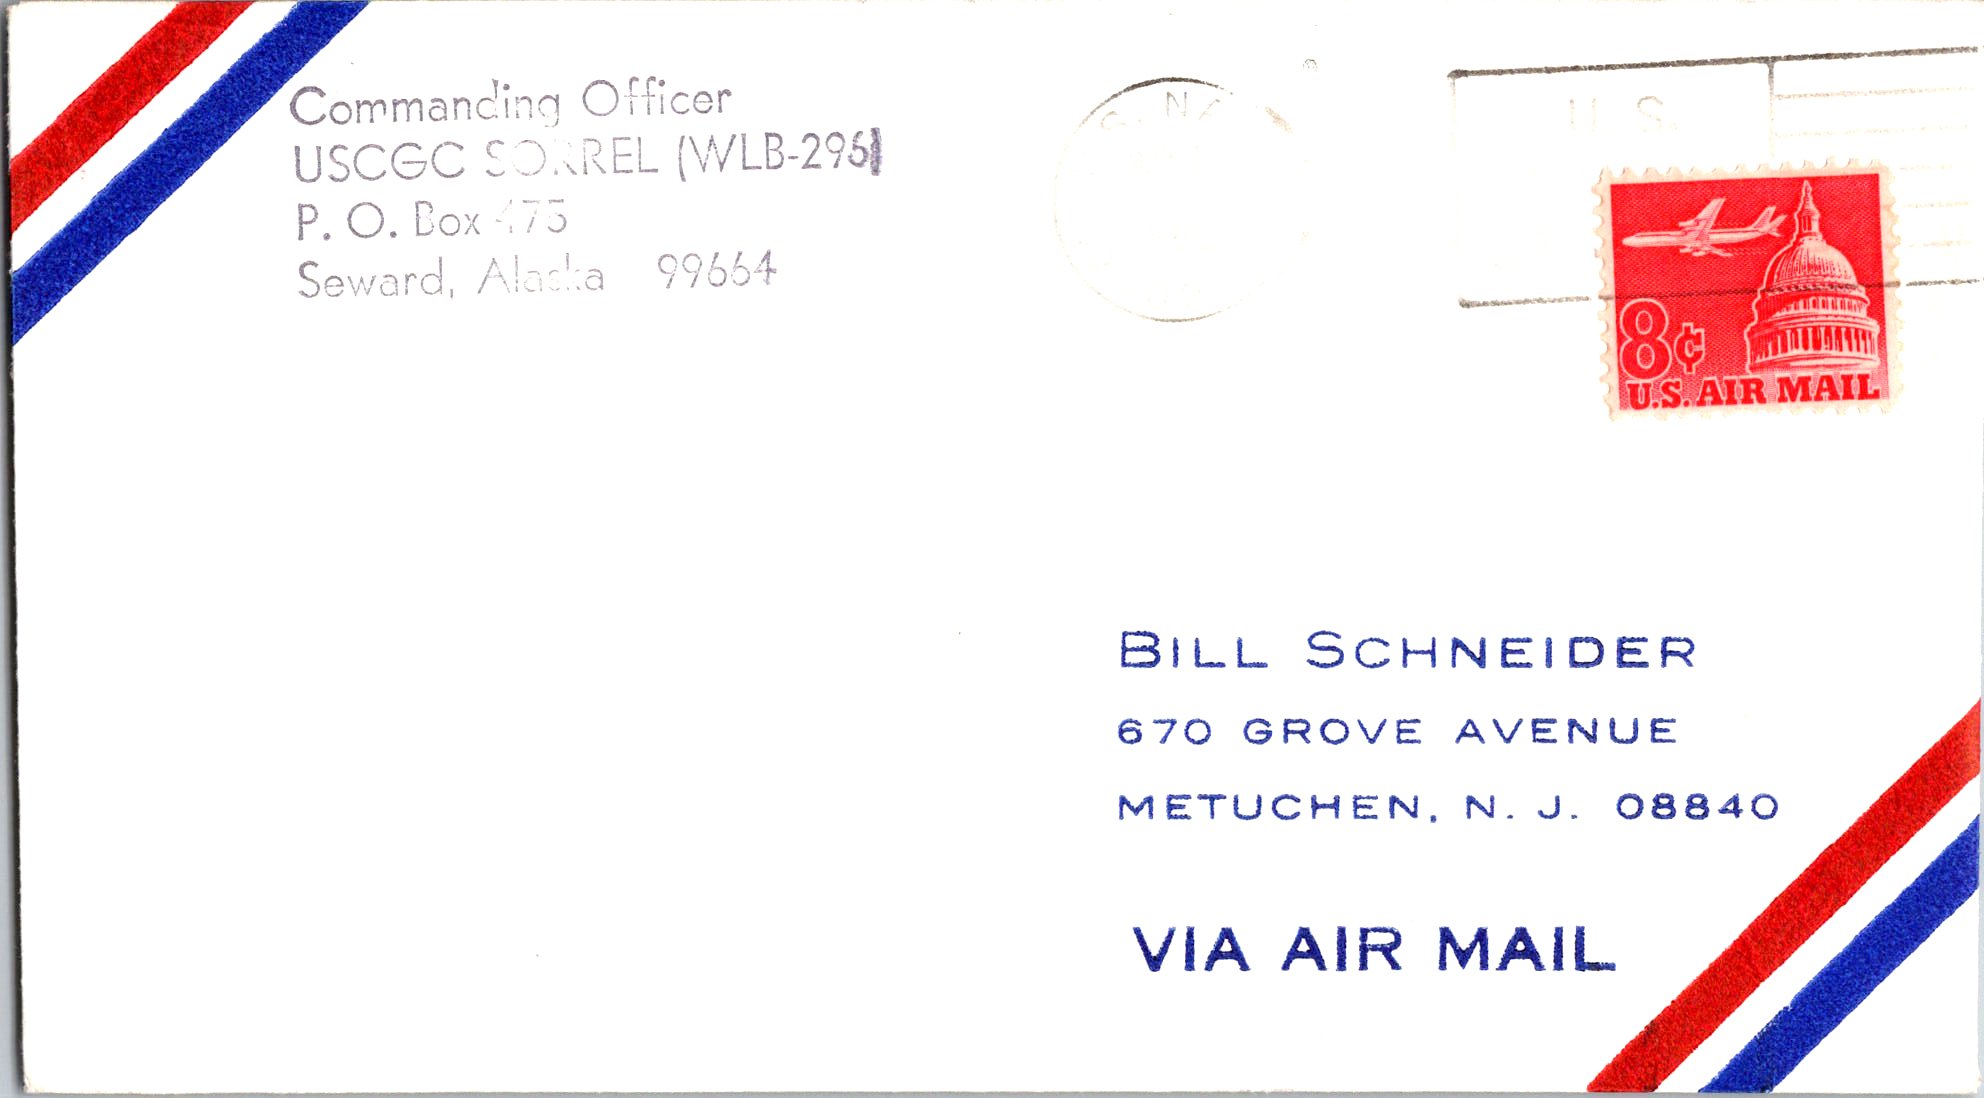 Commanding Officer
USCGC SORREL (WLB-296)
P. O. Box 475
Seward, Alaska 99664
U.S.
8¢
U.S. AIR MAIL
BILL SCHNEIDER
670 GROVE AVENUE
METUCHEN, N. J. 08840
VIA AIR MAIL